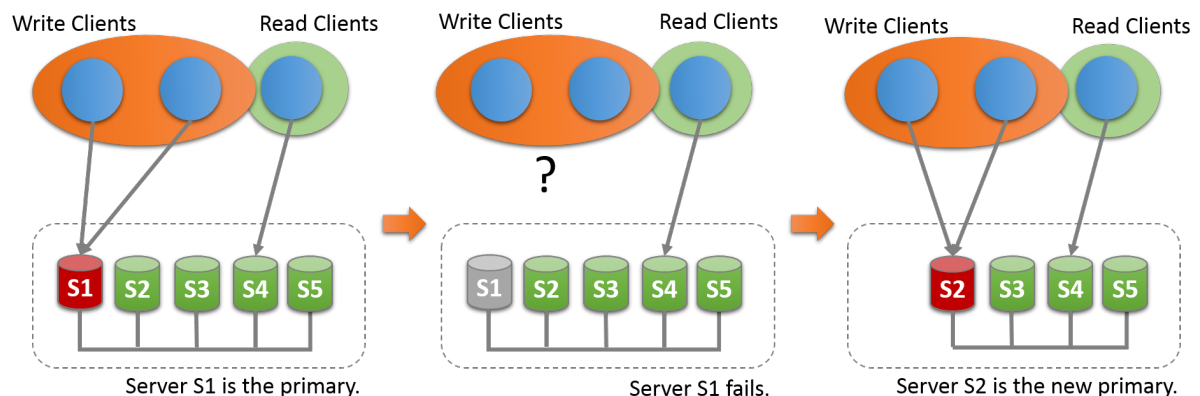 Write Clients
Read Clients
S1
S2
S3
S4
S5
Server S1 is the primary.
Write Clients
Read Clients
?
S1
S2
S3
S4
S5
Server S1 fails.
Write Clients
Read Clients
S2
S3
S4
S5
Server S2 is the new primary.